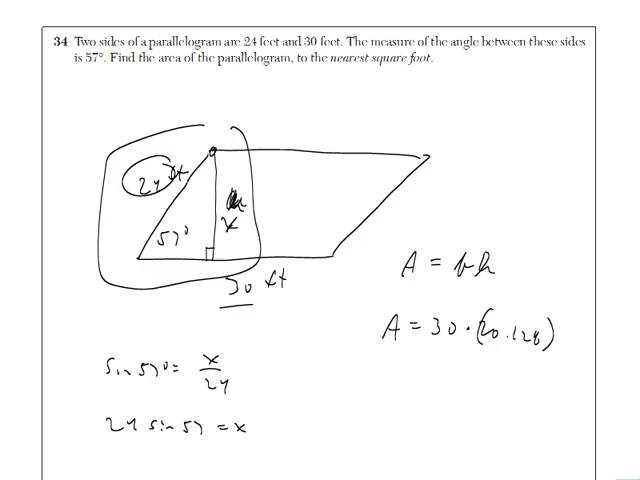 34 Two sides of a parallelogram are 24 feet and 30 feet. The measure of the angle between these sides
is 57°. Find the area of the parallelogram, to the nearest square foot.
24 ft
x
57°
30 ft
A = bh
A = 30 · (20.128)
sin 57° = x/24
24 sin 57 = x